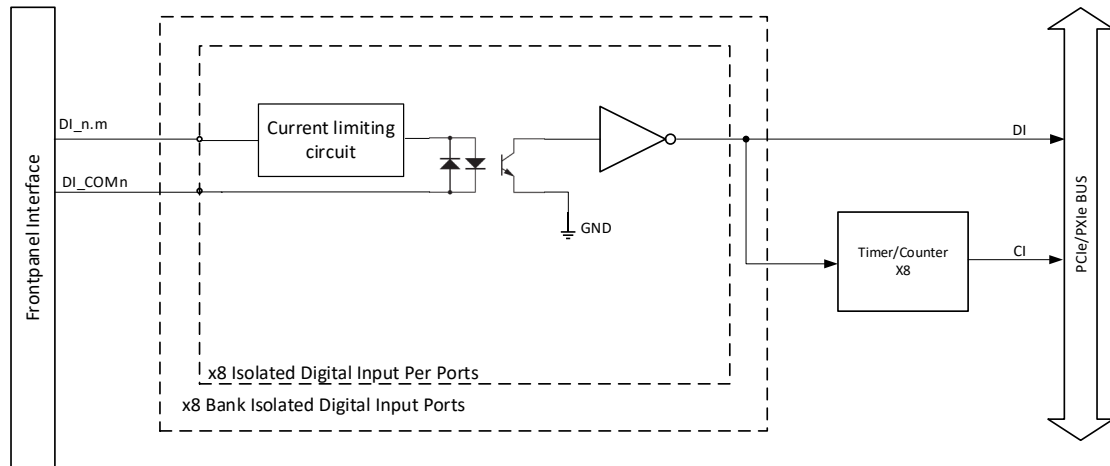 Frontpanel Interface
DI_n.m
DI_COMn
Current limiting
circuit
GND
x8 Isolated Digital Input Per Ports
x8 Bank Isolated Digital Input Ports
DI
Timer/Counter
X8
CI
PCIe/PXIe BUS